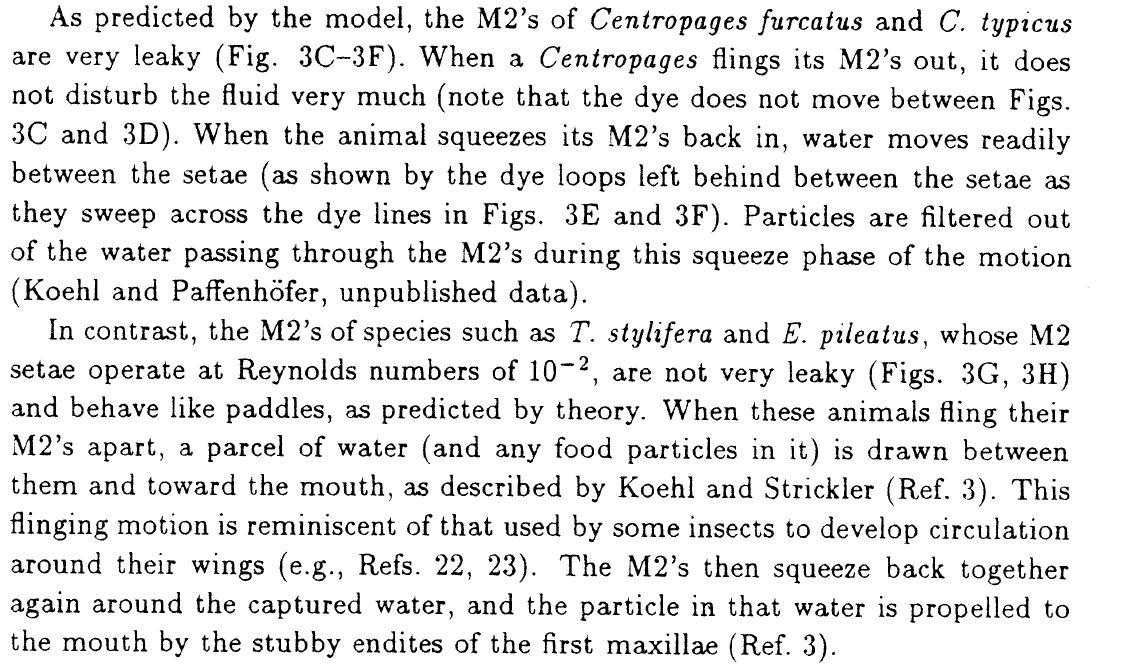 As predicted by the model, the M2's of Centropages furcatus and C. typicus
are very leaky (Fig. 3C–3F). When a Centropages flings its M2's out, it does
not disturb the fluid very much (note that the dye does not move between Figs.
3C and 3D). When the animal squeezes its M2's back in, water moves readily
between the setae (as shown by the dye loops left behind between the setae as
they sweep across the dye lines in Figs. 3E and 3F). Particles are filtered out
of the water passing through the M2's during this squeeze phase of the motion
(Koehl and Paffenhöfer, unpublished data).
In contrast, the M2's of species such as T. stylifera and E. pileatus, whose M2
setae operate at Reynolds numbers of 10⁻², are not very leaky (Figs. 3G, 3H)
and behave like paddles, as predicted by theory. When these animals fling their
M2's apart, a parcel of water (and any food particles in it) is drawn between
them and toward the mouth, as described by Koehl and Strickler (Ref. 3). This
flinging motion is reminiscent of that used by some insects to develop circulation
around their wings (e.g., Refs. 22, 23). The M2's then squeeze back together
again around the captured water, and the particle in that water is propelled to
the mouth by the stubby endites of the first maxillae (Ref. 3).